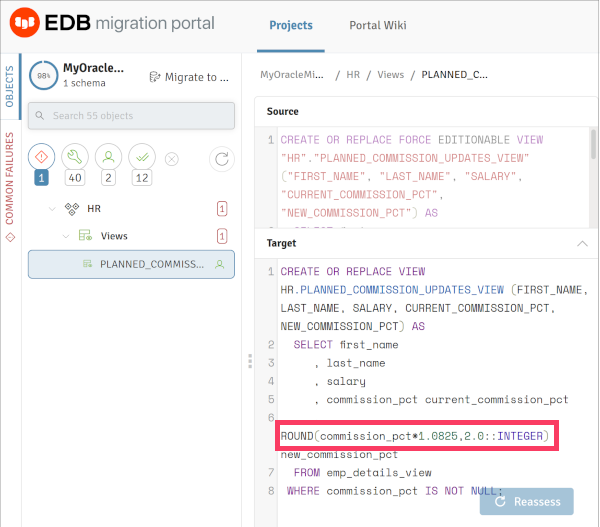 EDB migration portal
Projects
Portal Wiki
OBJECTS
COMMON FAILURES
98%
MyOracle...
1 schema
Migrate to ...
Search 55 objects
1
40
2
12
HR
1
Views
1
PLANNED_COMMISS...
MyOracleMi...
/ HR / Views / PLANNED_C...
Source
1 CREATE OR REPLACE FORCE EDITIONABLE VIEW
"HR"."PLANNED_COMMISSION_UPDATES_VIEW"
("FIRST_NAME", "LAST_NAME", "SALARY",
"CURRENT_COMMISSION_PCT",
"NEW_COMMISSION_PCT") AS
Target
1 CREATE OR REPLACE VIEW
HR.PLANNED_COMMISSION_UPDATES_VIEW (FIRST_NAME,
LAST_NAME, SALARY, CURRENT_COMMISSION_PCT,
NEW_COMMISSION_PCT) AS
2 SELECT first_name
3 , last_name
4 , salary
5 , commission_pct current_commission_pct
6
ROUND(commission_pct*1.0825,2.0::INTEGER)
new_commission_pct
7 FROM emp_details_view
8 WHERE commission_pct IS NOT NULL;
Reassess